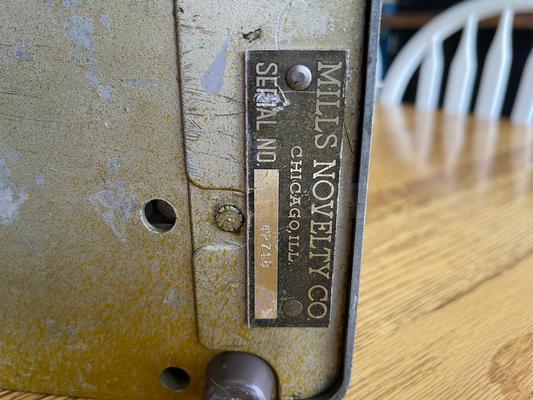 MILLS NOVELTY CO.
CHICAGO, ILL.
SERIAL NO.